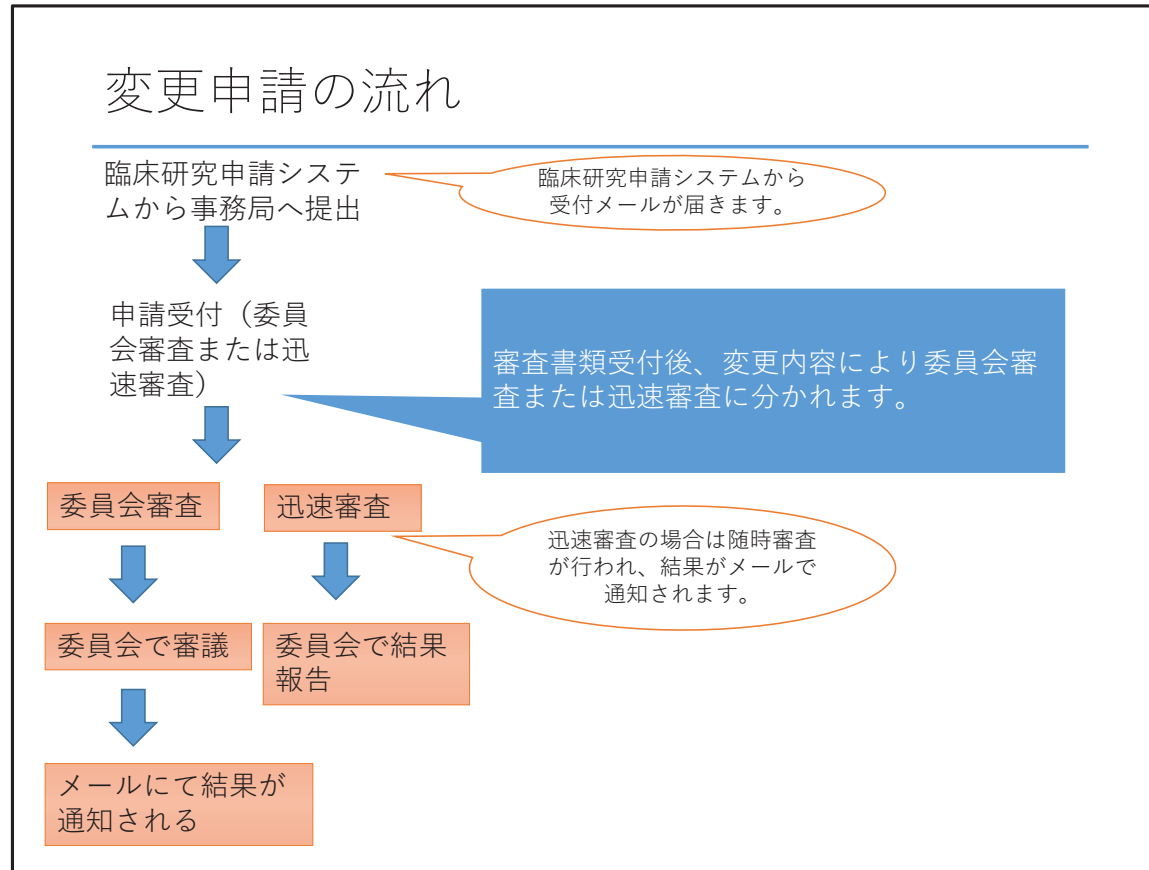 変更申請の流れ
臨床研究申請システ
ムから事務局へ提出
臨床研究申請システムから
受付メールが届きます。
申請受付（委員
会審査または迅
速審査）
審査書類受付後、変更内容により委員会審
査または迅速審査に分かれます。
委員会審査
迅速審査
迅速審査の場合は随時審査
が行われ、結果がメールで
通知されます。
委員会で審議
委員会で結果
報告
メールにて結果が
通知される